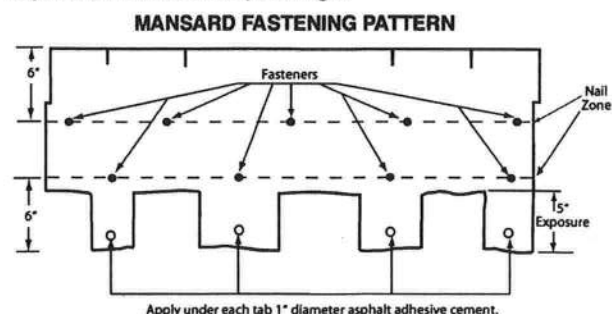 MANSARD FASTENING PATTERN
6"
Fasteners
Nail
Zone
6"
5"
Exposure
Apply under each tab 1" diameter asphalt adhesive cement.